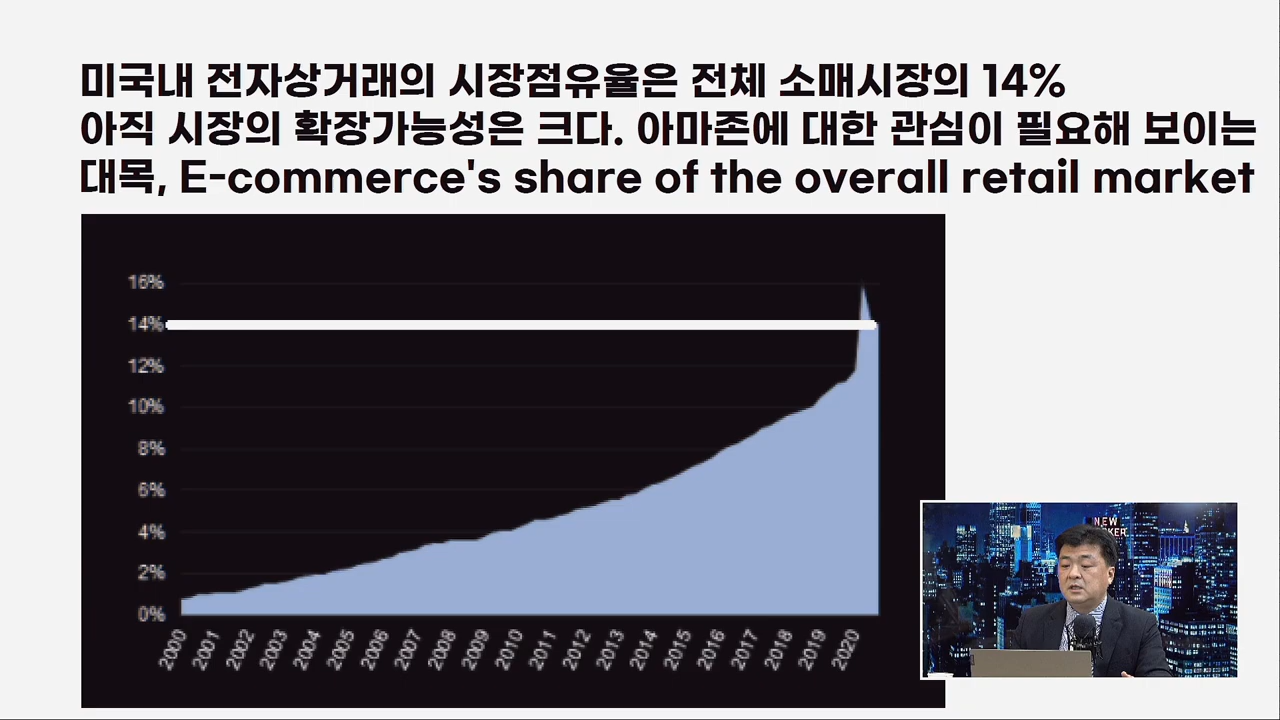 미국내 전자상거래의 시장점유율은 전체 소매시장의 14%
아직 시장의 확장가능성은 크다. 아마존에 대한 관심이 필요해 보이는
대목, E-commerce's share of the overall retail market
16%
14%
12%
10%
8%
6%
4%
2%
0%
2000 2001 2002 2003 2004 2005 2006 2007 2008 2009 2010 2011 2012 2013 2014 2015 2016 2017 2018 2019 2020
NEW